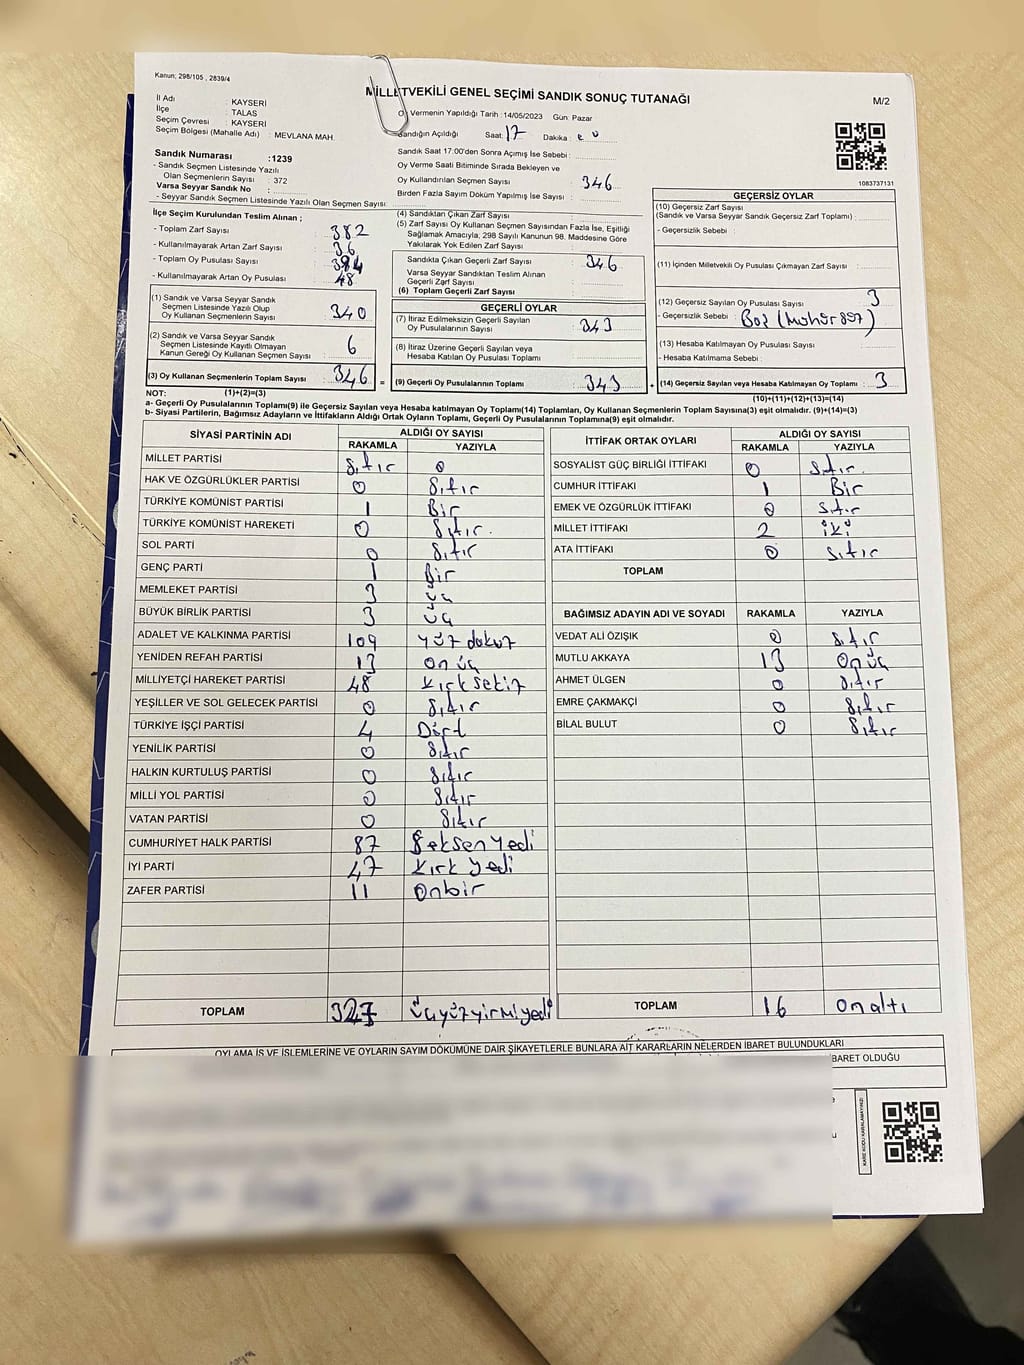 Kanun; 298/105 , 2839/4
MİLLETVEKİLİ GENEL SEÇİMİ SANDIK SONUÇ TUTANAĞI
M/2
İl Adı : KAYSERİ
İlçe : TALAS
Seçim Çevresi : KAYSERİ
Seçim Bölgesi (Mahalle Adı) : MEVLANA MAH.
Oy Vermenin Yapıldığı Tarih : 14/05/2023 Gün: Pazar
Sandığın Açıldığı Saat: 17 Dakika :
Sandık Saat 17:00'den Sonra Açmış İse Sebebi :
Sandık Numarası :1239
- Sandık Seçmen Listesinde Yazılı
Olan Seçmenlerin Sayısı : 372
Varsa Seyyar Sandık No :
- Seyyar Sandık Seçmen Listesinde Yazılı Olan Seçmen Sayısı:
Oy Verme Saati Bitiminde Sırada Bekleyen ve
Oy Kullandırılan Seçmen Sayısı : 346
Birden Fazla Sayım Döküm Yapılmış İse Sayısı :
1083737131
İlçe Seçim Kurulundan Teslim Alınan ;
- Toplam Zarf Sayısı : 382
- Kullanılmayarak Artan Zarf Sayısı : 36
- Toplam Oy Pusulası Sayısı : 394
- Kullanılmayarak Artan Oy Pusulası : 48
(1) Sandık ve Varsa Seyyar Sandık
Seçmen Listesinde Yazılı Olup
Oy Kullanan Seçmenlerin Sayısı : 340
(2) Sandık ve Varsa Seyyar Sandık
Seçmen Listesinde Kayıtlı Olmayan
Kanun Gereği Oy Kullanan Seçmen Sayısı : 6
(3) Oy Kullanan Seçmenlerin Toplam Sayısı : 346 =
(1)+(2)=(3)
(4) Sandıktan Çıkan Zarf Sayısı :
(5) Zarf Sayısı Oy Kullanan Seçmen Sayısından Fazla İse, Eşitliği
Sağlamak Amacıyla; 298 Sayılı Kanunun 98. Maddesine Göre
Yakılarak Yok Edilen Zarf Sayısı :
Sandıkta Çıkan Geçerli Zarf Sayısı : 346
Varsa Seyyar Sandıktan Teslim Alınan
Geçerli Zarf Sayısı :
(6) Toplam Geçerli Zarf Sayısı :
GEÇERLİ OYLAR
(7) İtiraz Edilmeksizin Geçerli Sayılan
Oy Pusulalarının Sayısı : 343
(8) İtiraz Üzerine Geçerli Sayılan veya
Hesaba Katılan Oy Pusulası Toplamı :
(9) Geçerli Oy Pusulalarının Toplamı : 343 +
GEÇERSİZ OYLAR
(10) Geçersiz Zarf Sayısı
(Sandık ve Varsa Seyyar Sandık Geçersiz Zarf Toplamı) :
- Geçersizlik Sebebi :
(11) İçinden Milletvekili Oy Pusulası Çıkmayan Zarf Sayısı :
(12) Geçersiz Sayılan Oy Pusulası Sayısı : 3
- Geçersizlik Sebebi : Boş (Mühürsüz)
(13) Hesaba Katılmayan Oy Pusulası Sayısı :
- Hesaba Katılmama Sebebi :
(14) Geçersiz Sayılan veya Hesaba Katılmayan Oy Toplamı : 3
(10)+(11)+(12)+(13)=(14)
NOT:
a- Geçerli Oy Pusulalarının Toplamı(9) ile Geçersiz Sayılan veya Hesaba katılmayan Oy Toplamı(14) Toplamları, Oy Kullanan Seçmenlerin Toplam Sayısına(3) eşit olmalıdır. (9)+(14)=(3)
b- Siyasi Partilerin, Bağımsız Adayların ve İttifakların Aldığı Ortak Oyların Toplamı, Geçerli Oy Pusulalarının Toplamına(9) eşit olmalıdır.
SİYASİ PARTİNİN ADI ALDIĞI OY SAYISI
RAKAMLA YAZIYLA
MİLLET PARTİSİ Sıfır 0
HAK VE ÖZGÜRLÜKLER PARTİSİ 0 Sıfır
TÜRKİYE KOMÜNİST PARTİSİ 1 Bir
TÜRKİYE KOMÜNİST HAREKETİ 0 Sıfır.
SOL PARTİ 0 Sıfır
GENÇ PARTİ 1 Bir
MEMLEKET PARTİSİ 3 üç
BÜYÜK BİRLİK PARTİSİ 3 üç
ADALET VE KALKINMA PARTİSİ 109 Yüz dokuz
YENİDEN REFAH PARTİSİ 13 On üç
MİLLİYETÇİ HAREKET PARTİSİ 48 Kırk sekiz
YEŞİLLER VE SOL GELECEK PARTİSİ 0 Sıfır
TÜRKİYE İŞÇİ PARTİSİ 4 Dört
YENİLİK PARTİSİ 0 Sıfır
HALKIN KURTULUŞ PARTİSİ 0 Sıfır
MİLLİ YOL PARTİSİ 0 Sıfır
VATAN PARTİSİ 0 Sıfır
CUMHURİYET HALK PARTİSİ 87 Seksen yedi
İYİ PARTİ 47 Kırk yedi
ZAFER PARTİSİ 11 Onbir
TOPLAM 327 üçyüzyirmiyedi
İTTİFAK ORTAK OYLARI ALDIĞI OY SAYISI
RAKAMLA YAZIYLA
SOSYALİST GÜÇ BİRLİĞİ İTTİFAKI 0 Sıfır.
CUMHUR İTTİFAKI 1 Bir
EMEK VE ÖZGÜRLÜK İTTİFAKI 0 Sıfır
MİLLET İTTİFAKI 2 iki
ATA İTTİFAKI 0 Sıfır
TOPLAM
BAĞIMSIZ ADAYIN ADI VE SOYADI RAKAMLA YAZIYLA
VEDAT ALİ ÖZIŞIK 0 Sıfır
MUTLU AKKAYA 13 Onüç
AHMET ÜLGEN 0 Sıfır
EMRE ÇAKMAKÇİ 0 Sıfır
BİLAL BULUT 0 Sıfır
TOPLAM 16 Onaltı
OYLAMA İŞ VE İŞLEMLERİNE VE OYLARIN SAYIM DÖKÜMÜNE DAİR ŞİKAYETLERLE BUNLARA AİT KARARLARIN NELERDEN İBARET BULUNDUKLARI
BARET OLDUĞU
KARE KODU KARALAMAYINIZ!